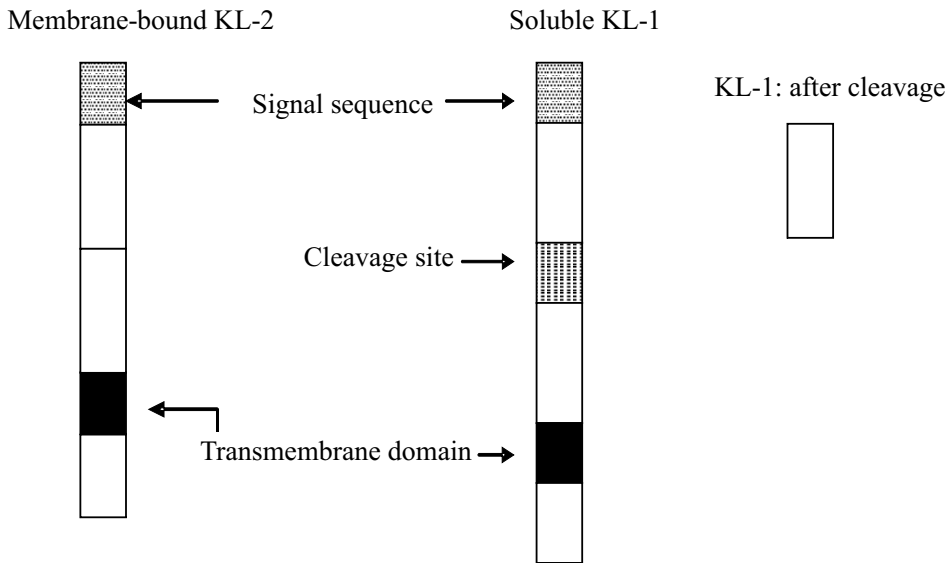 Membrane-bound KL-2
Soluble KL-1
KL-1: after cleavage
Signal sequence
Cleavage site
Transmembrane domain